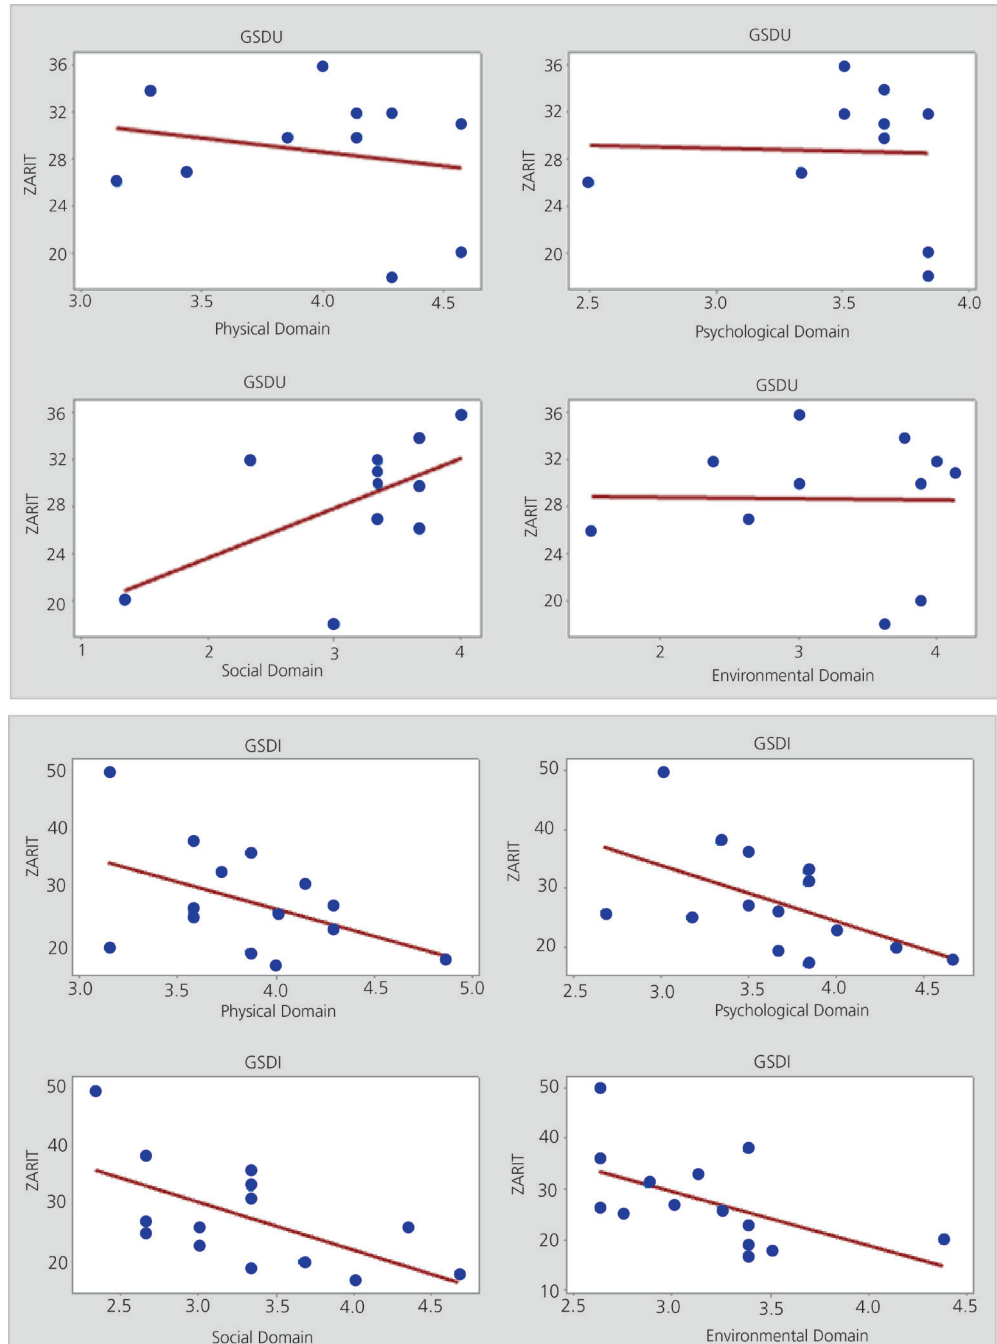 GSDU
GSDU
36
32
28
24
20
ZARIT
3.0 3.5 4.0 4.5
Physical Domain
36
32
28
24
20
ZARIT
2.5 3.0 3.5 4.0
Psychological Domain
GSDU
GSDU
36
32
28
24
20
ZARIT
1 2 3 4
Social Domain
36
32
28
24
20
ZARIT
2 3 4
Environmental Domain
GSDI
GSDI
50
40
30
20
ZARIT
3.0 3.5 4.0 4.5 5.0
Physical Domain
50
40
30
20
ZARIT
2.5 3.0 3.5 4.0 4.5
Psychological Domain
GSDI
GSDI
50
40
30
20
ZARIT
2.5 3.0 3.5 4.0 4.5
Social Domain
50
40
30
20
10
ZARIT
2.5 3.0 3.5 4.0 4.5
Environmental Domain